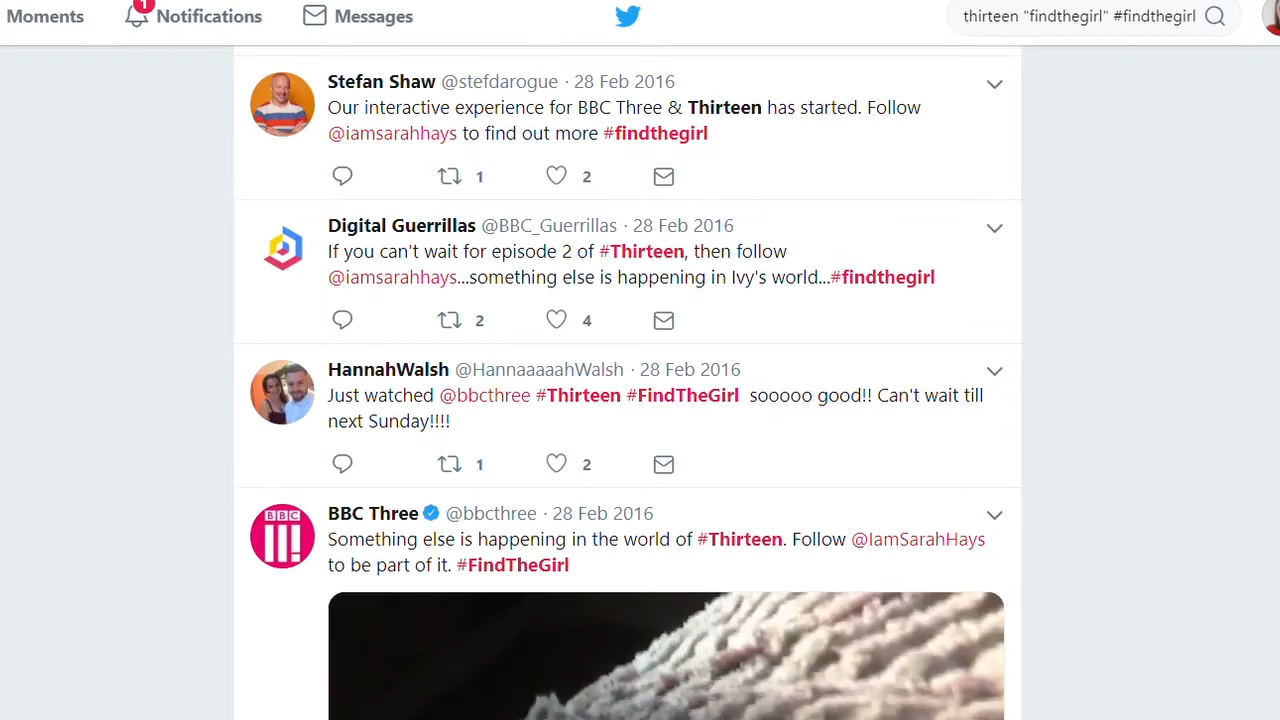 Moments
1
Notifications
Messages
thirteen "findthegirl" #findthegirl
Stefan Shaw @stefdarogue · 28 Feb 2016
Our interactive experience for BBC Three & Thirteen has started. Follow
@iamsarahhays to find out more #findthegirl
1
2
Digital Guerrillas @BBC_Guerrillas · 28 Feb 2016
If you can't wait for episode 2 of #Thirteen, then follow
@iamsarahhays...something else is happening in Ivy's world...#findthegirl
2
4
HannahWalsh @HannaaaaahWalsh · 28 Feb 2016
Just watched @bbcthree #Thirteen #FindTheGirl sooooo good!! Can't wait till
next Sunday!!!!
1
2
BBC
BBC Three @bbcthree · 28 Feb 2016
Something else is happening in the world of #Thirteen. Follow @IamSarahHays
to be part of it. #FindTheGirl